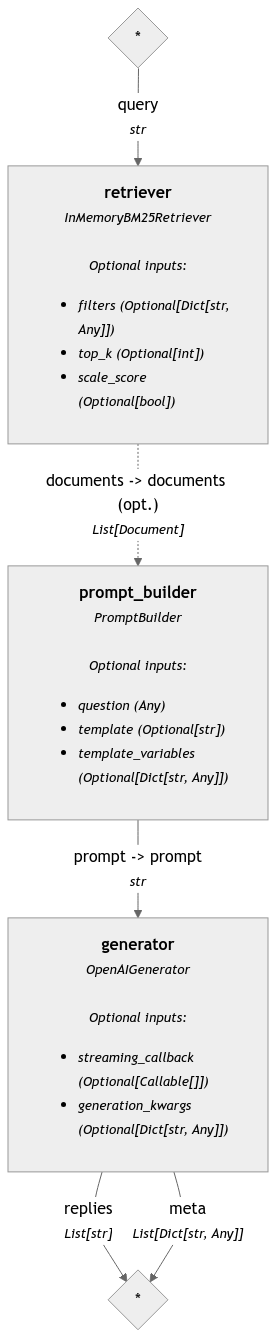 *
query
str
retriever
InMemoryBM25Retriever
Optional inputs:
• filters (Optional[Dict[str,
Any]])
• top_k (Optional[int])
• scale_score
(Optional[bool])
documents -> documents
(opt.)
List[Document]
prompt_builder
PromptBuilder
Optional inputs:
• question (Any)
• template (Optional[str])
• template_variables
(Optional[Dict[str, Any]])
prompt -> prompt
str
generator
OpenAIGenerator
Optional inputs:
• streaming_callback
(Optional[Callable[]])
• generation_kwargs
(Optional[Dict[str, Any]])
replies
List[str]
meta
List[Dict[str, Any]]
*